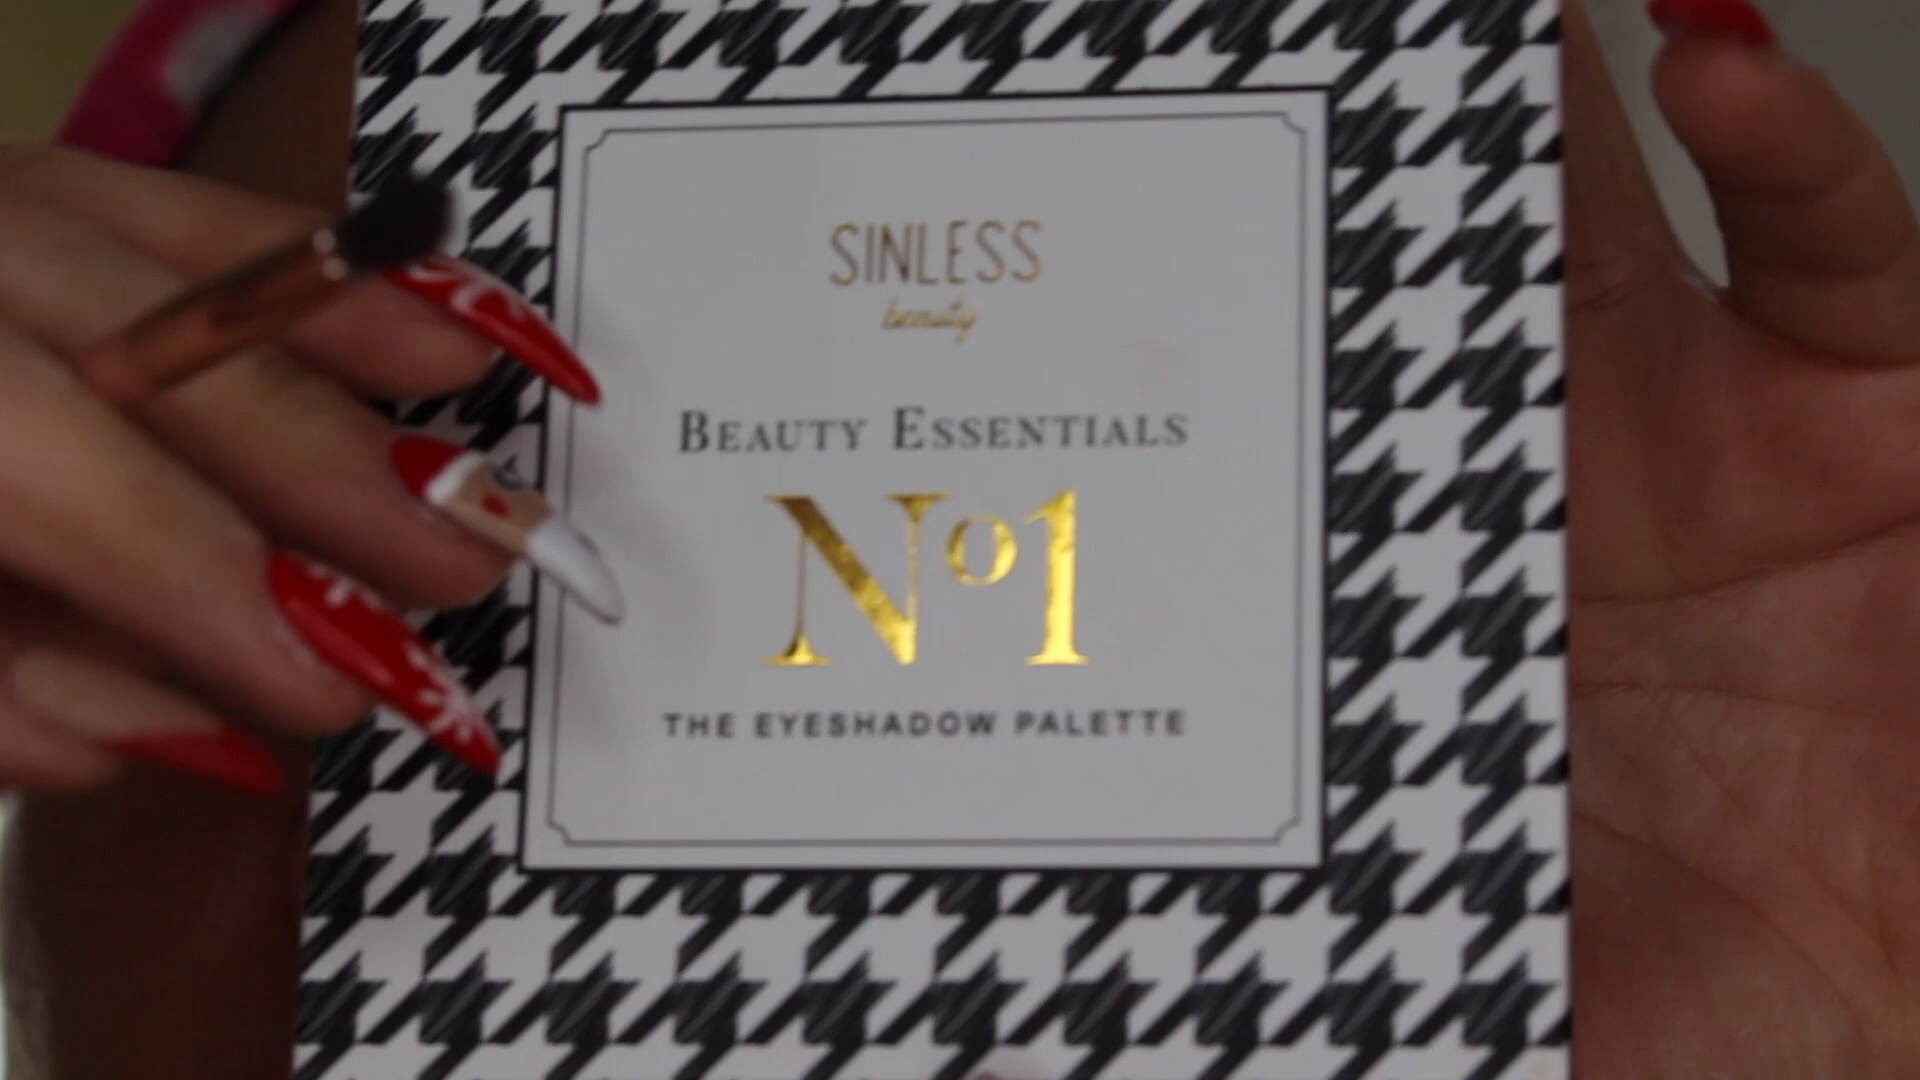 SINLESS
beauty
BEAUTY ESSENTIALS
Nº1
THE EYESHADOW PALETTE